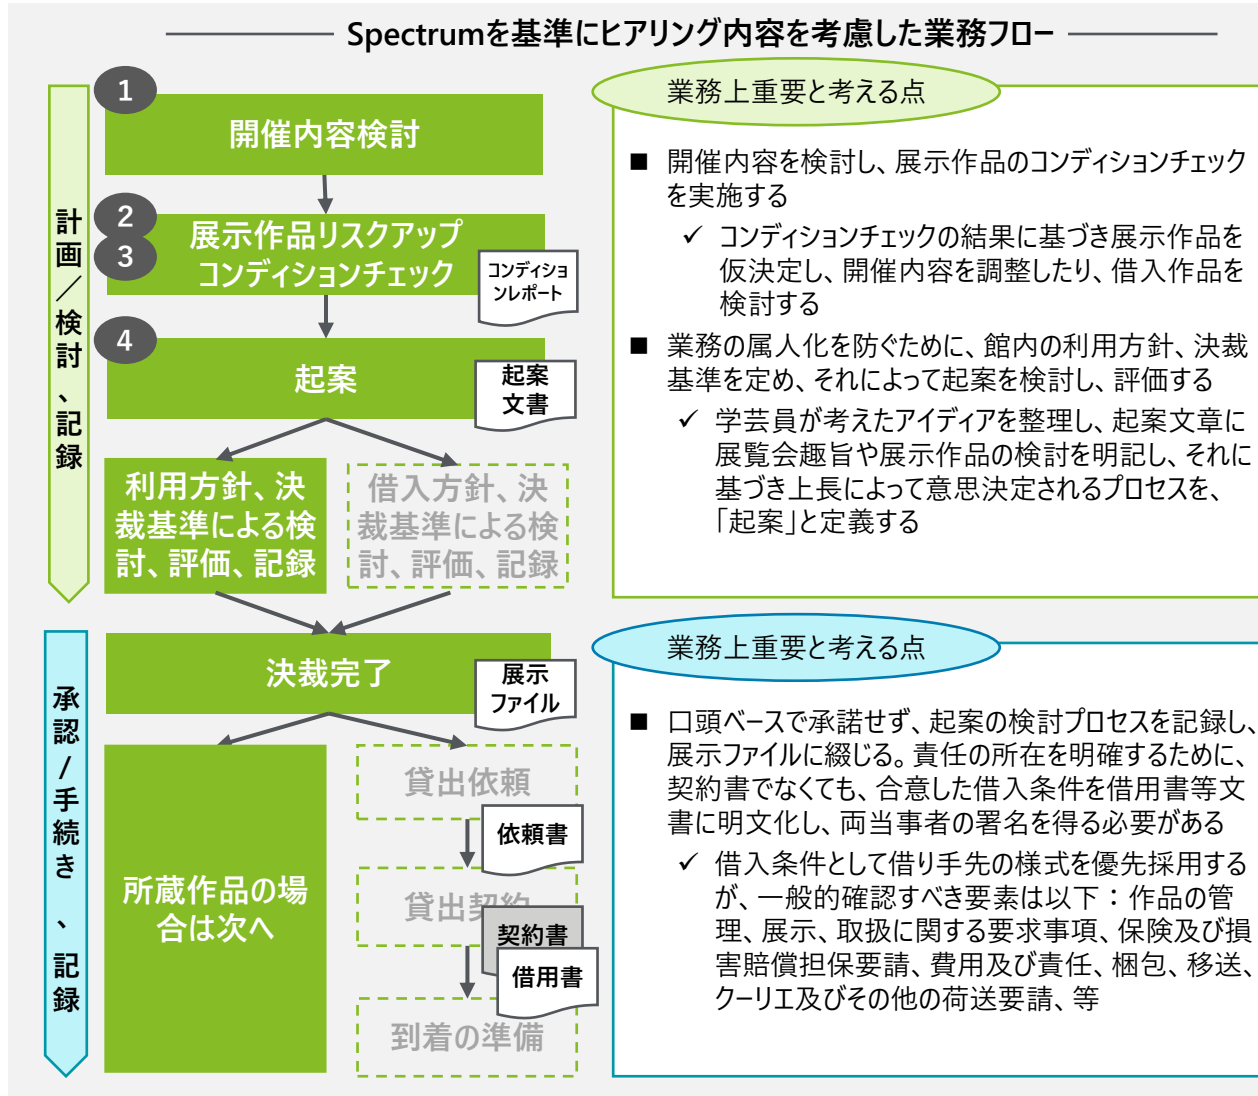 Spectrumを基準にヒアリング内容を考慮した業務フロー
計画／検討、記録
1
開催内容検討
2
3
展示作品リスクアップ
コンディションチェック
コンディショ
ンレポート
4
起案
起案
文書
利用方針、決
裁基準による検
討、評価、記録
借入方針、決
裁基準による検
討、評価、記録
業務上重要と考える点
■ 開催内容を検討し、展示作品のコンディションチェック
を実施する
✓ コンディションチェックの結果に基づき展示作品を
仮決定し、開催内容を調整したり、借入作品を
検討する
■ 業務の属人化を防ぐために、館内の利用方針、決裁
基準を定め、それによって起案を検討し、評価する
✓ 学芸員が考えたアイディアを整理し、起案文章に
展覧会趣旨や展示作品の検討を明記し、それに
基づき上長によって意思決定されるプロセスを、
「起案」と定義する
承認/手続き、記録
決裁完了
展示
ファイル
所蔵作品の場
合は次へ
貸出依頼
依頼書
貸出契約
契約書
借用書
到着の準備
業務上重要と考える点
■ 口頭ベースで承諾せず、起案の検討プロセスを記録し、
展示ファイルに綴じる。責任の所在を明確するために、
契約書でなくても、合意した借入条件を借用書等文
書に明文化し、両当事者の署名を得る必要がある
✓ 借入条件として借り手先の様式を優先採用する
が、一般的確認すべき要素は以下：作品の管
理、展示、取扱に関する要求事項、保険及び損
害賠償担保要請、費用及び責任、梱包、移送、
クーリエ及びその他の荷送要請、等